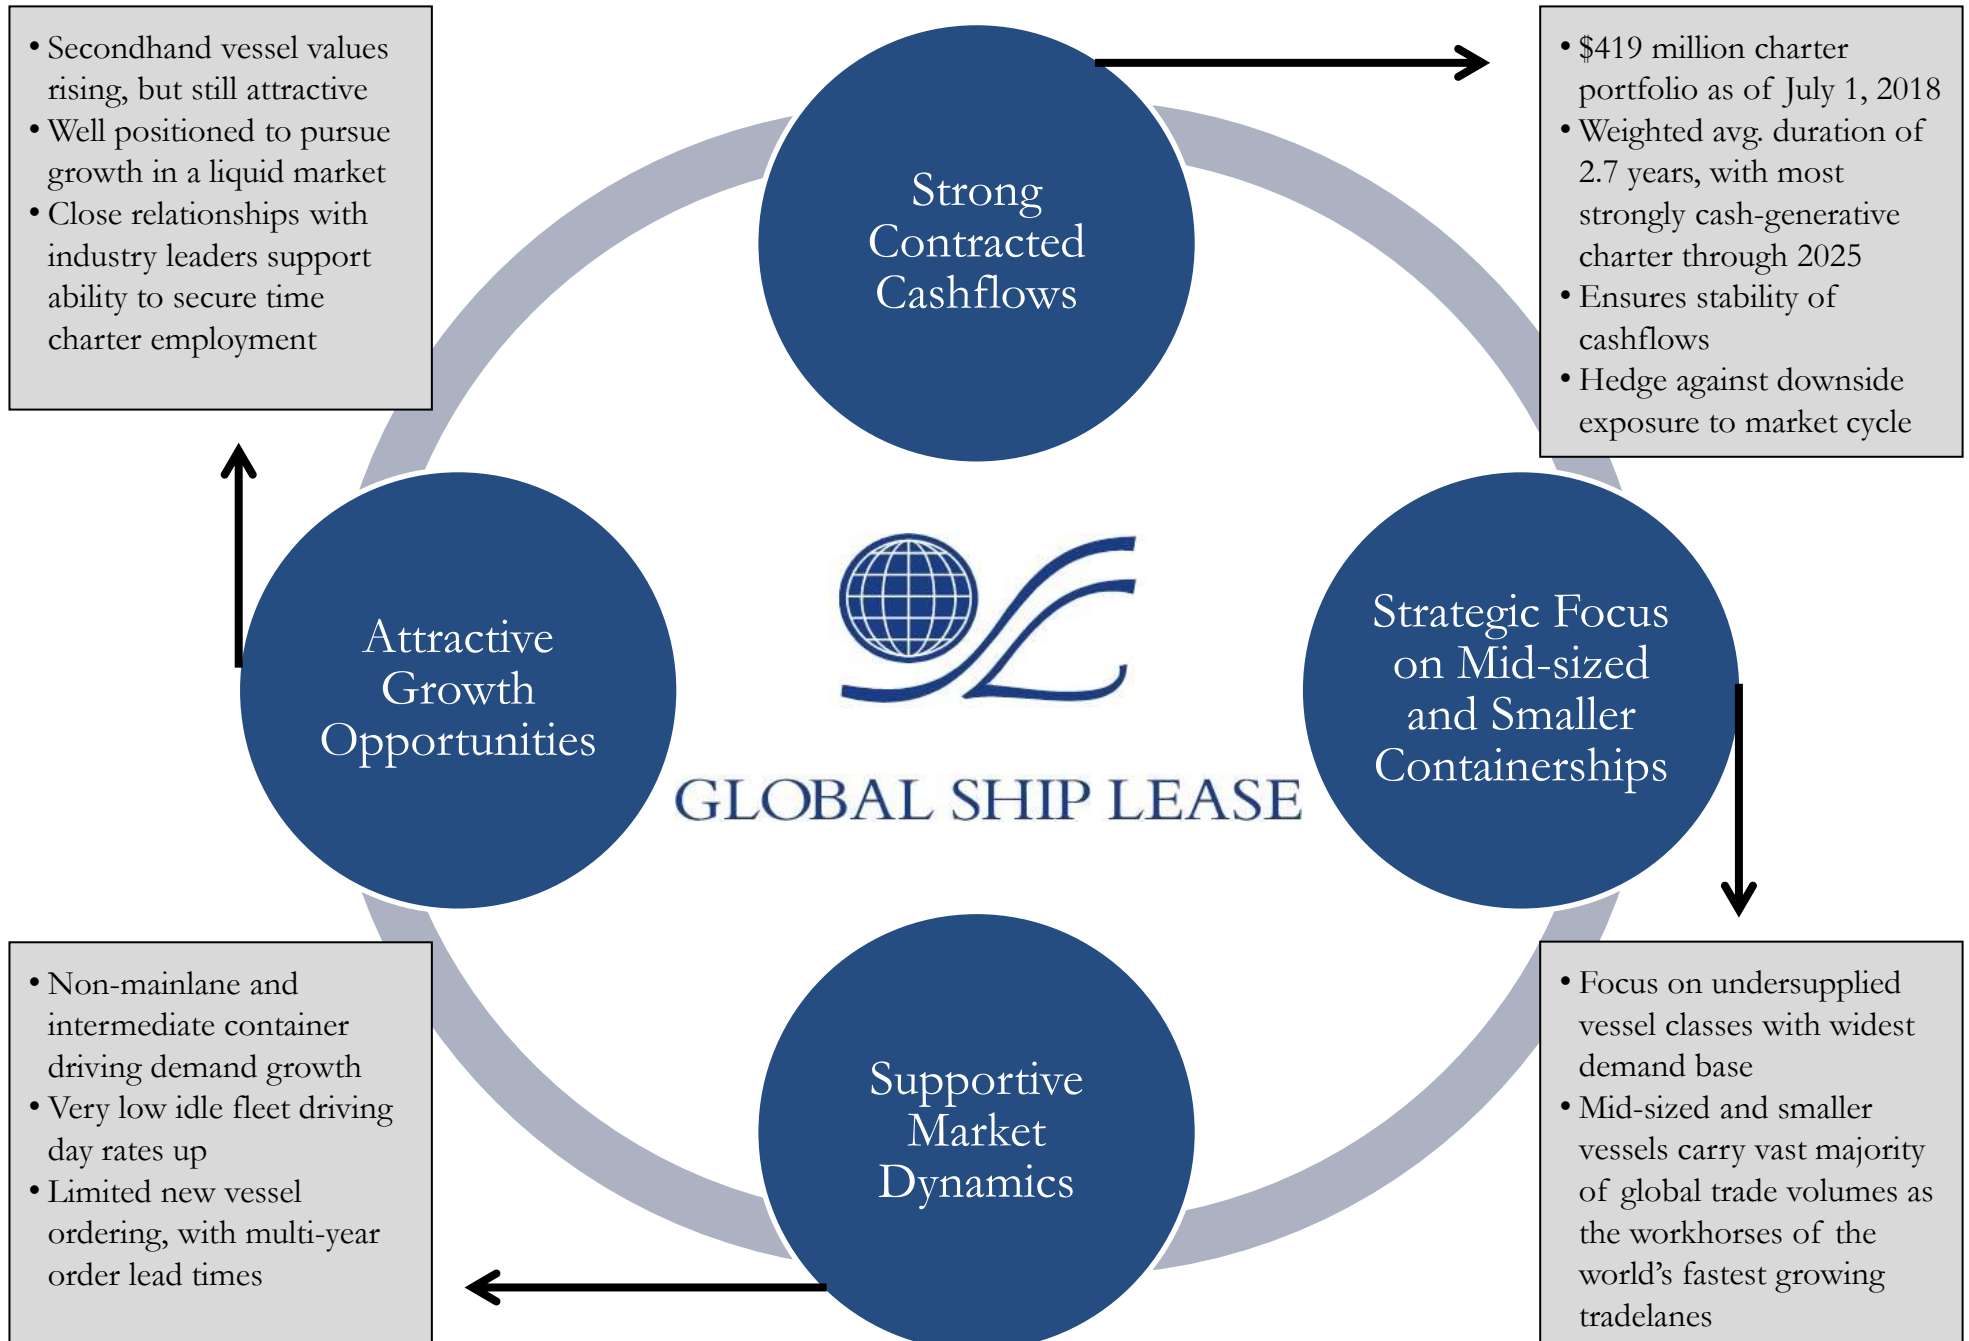 • Secondhand vessel values
rising, but still attractive
• Well positioned to pursue
growth in a liquid market
• Close relationships with
industry leaders support
ability to secure time
charter employment
Strong
Contracted
Cashflows
• $419 million charter
portfolio as of July 1, 2018
• Weighted avg. duration of
2.7 years, with most
strongly cash-generative
charter through 2025
• Ensures stability of
cashflows
• Hedge against downside
exposure to market cycle
Attractive
Growth
Opportunities
GLOBAL SHIP LEASE
Strategic Focus
on Mid-sized
and Smaller
Containerships
• Non-mainlane and
intermediate container
driving demand growth
• Very low idle fleet driving
day rates up
• Limited new vessel
ordering, with multi-year
order lead times
Supportive
Market
Dynamics
• Focus on undersupplied
vessel classes with widest
demand base
• Mid-sized and smaller
vessels carry vast majority
of global trade volumes as
the workhorses of the
world’s fastest growing
tradelanes